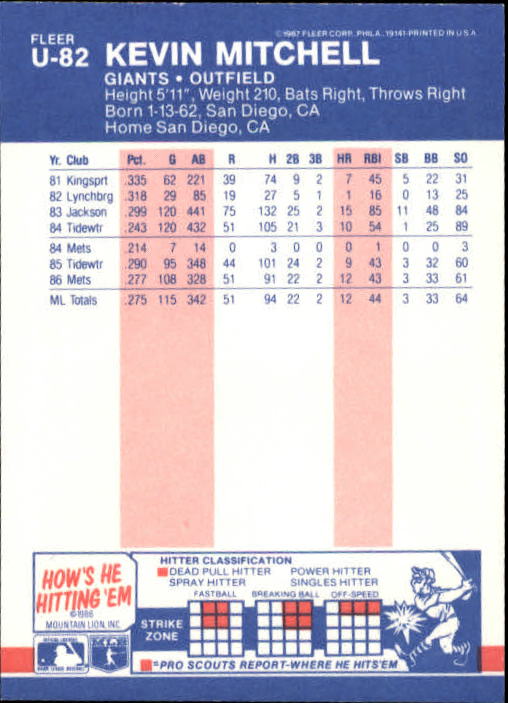 FLEER
U-82 KEVIN MITCHELL
©1987 FLEER CORP., PHILA., 19141-PRINTED IN U.S.A.
GIANTS • OUTFIELD
Height 5'11", Weight 210, Bats Right, Throws Right
Born 1-13-62, San Diego, CA
Home San Diego, CA
Yr. Club Pct. G AB R H 2B 3B HR RBI SB BB SO
81 Kingsprt .335 62 221 39 74 9 2 7 45 5 22 31
82 Lynchbrg .318 29 85 19 27 5 1 1 16 0 13 25
83 Jackson .299 120 441 75 132 25 2 15 85 11 48 84
84 Tidewtr .243 120 432 51 105 21 3 10 54 1 25 89
84 Mets .214 7 14 0 3 0 0 0 1 0 0 3
85 Tidewtr .290 95 348 44 101 24 2 9 43 3 32 60
86 Mets .277 108 328 51 91 22 2 12 43 3 33 61
ML Totals .275 115 342 51 94 22 2 12 44 3 33 64
HOW'S HE
HITTING 'EM
©1986
MOUNTAIN LION, INC.
HITTER CLASSIFICATION
DEAD PULL HITTER POWER HITTER
SPRAY HITTER SINGLES HITTER
FASTBALL BREAKING BALL OFF-SPEED
STRIKE
ZONE
=PRO SCOUTS REPORT-WHERE HE HITS 'EM